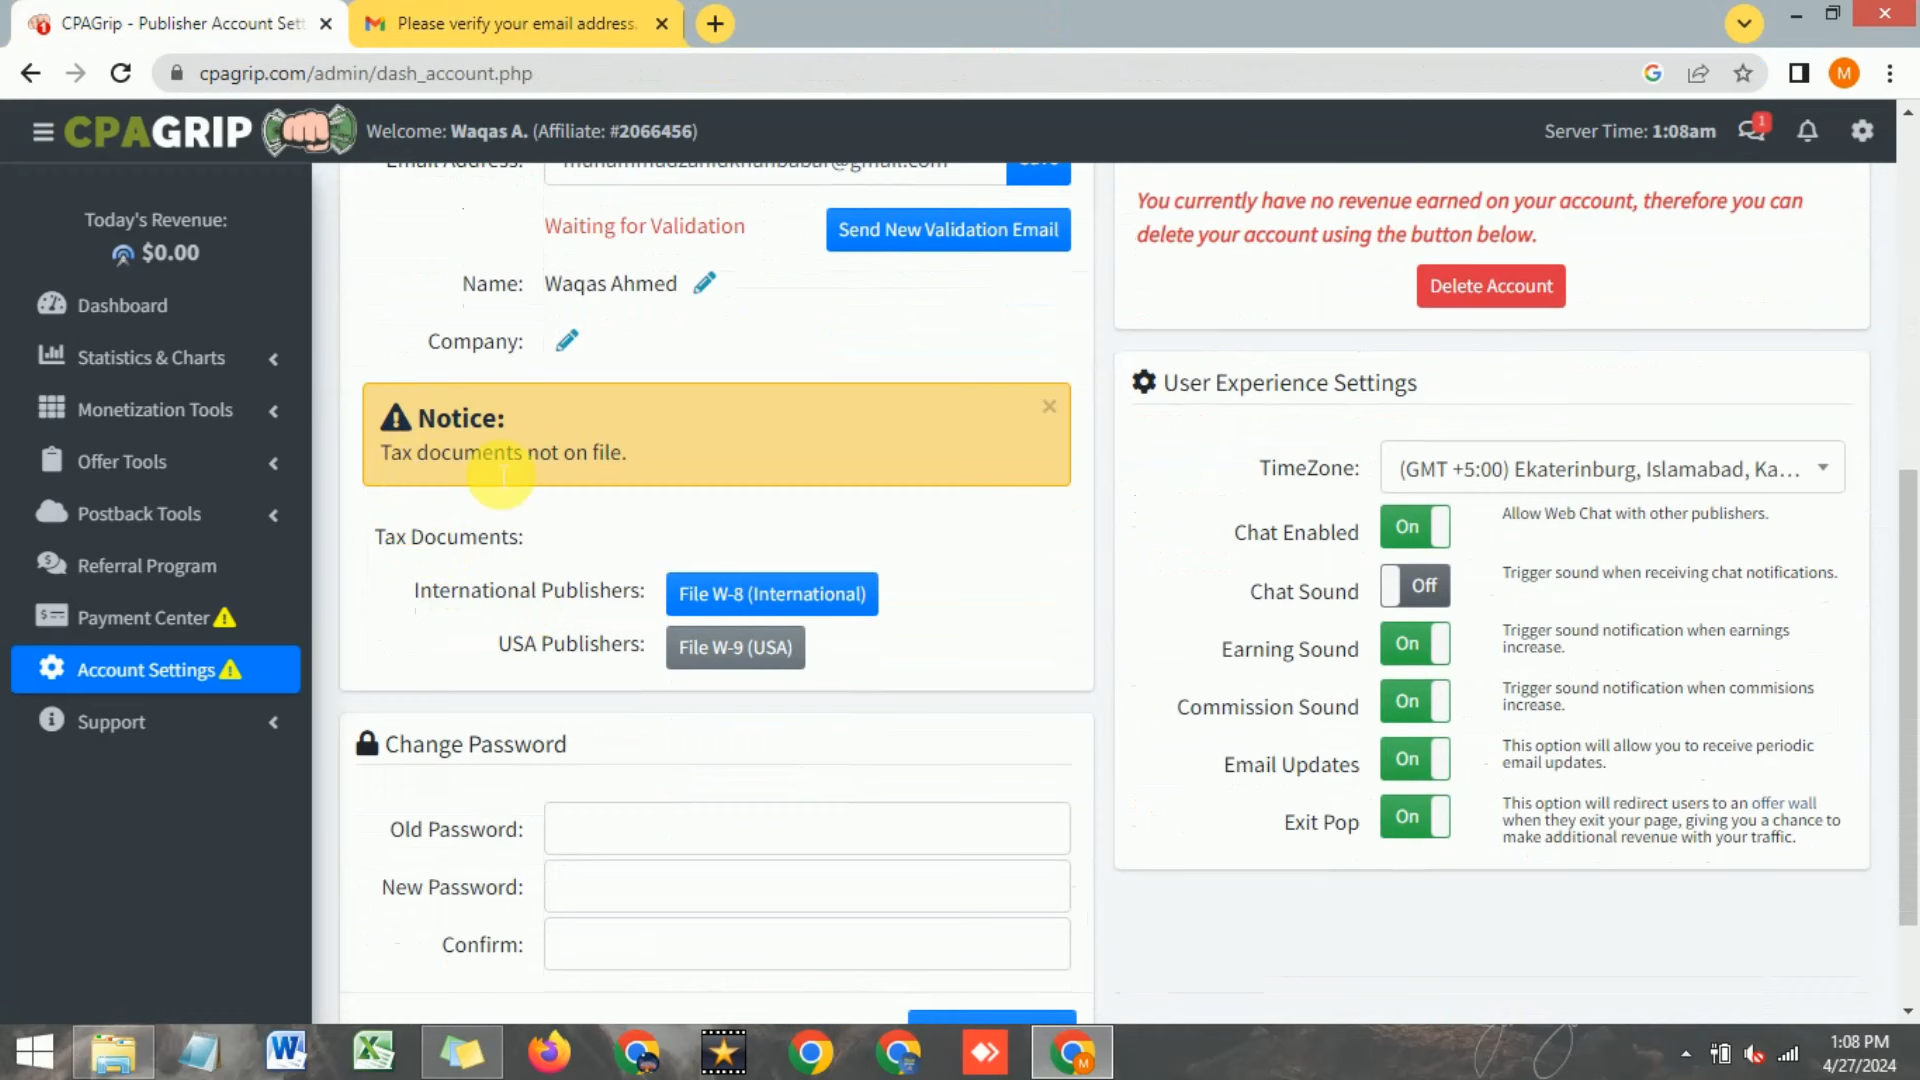 CPAGrip - Publisher Account Sett
Please verify your email address.
cpagrip.com/admin/dash_account.php
M
CPAGRIP
Welcome: Waqas A. (Affiliate: #2066456)
Server Time: 1:08am
1
Today's Revenue:
$0.00
Dashboard
Statistics & Charts
Monetization Tools
Offer Tools
Postback Tools
Referral Program
Payment Center
Account Settings
Support
Email Address:
Waiting for Validation
Send New Validation Email
Name: Waqas Ahmed
Company:
Notice:
Tax documents not on file.
Tax Documents:
International Publishers: File W-8 (International)
USA Publishers: File W-9 (USA)
Change Password
Old Password:
New Password:
Confirm:
You currently have no revenue earned on your account, therefore you can
delete your account using the button below.
Delete Account
User Experience Settings
TimeZone: (GMT +5:00) Ekaterinburg, Islamabad, Ka...
Chat Enabled On Allow Web Chat with other publishers.
Chat Sound Off Trigger sound when receiving chat notifications.
Earning Sound On Trigger sound notification when earnings
increase.
Commission Sound On Trigger sound notification when commisions
increase.
Email Updates On This option will allow you to receive periodic
email updates.
Exit Pop On This option will redirect users to an offer wall
when they exit your page, giving you a chance to
make additional revenue with your traffic.
1:08 PM
4/27/2024